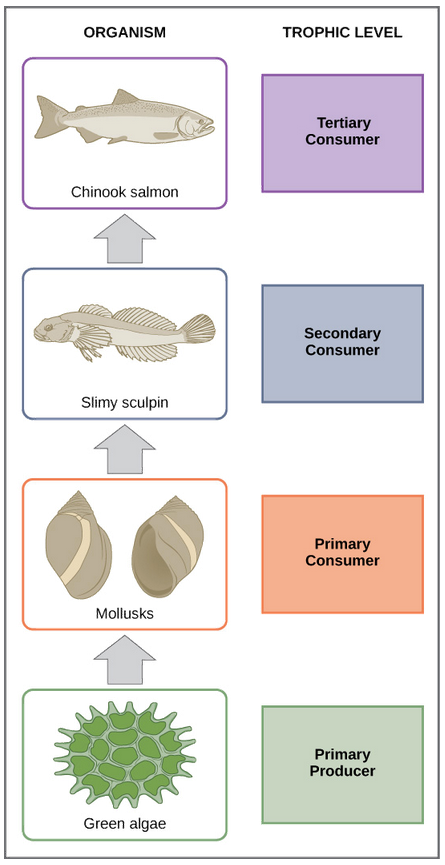 ORGANISM
TROPHIC LEVEL
Chinook salmon
Tertiary
Consumer
Slimy sculpin
Secondary
Consumer
Mollusks
Primary
Consumer
Green algae
Primary
Producer